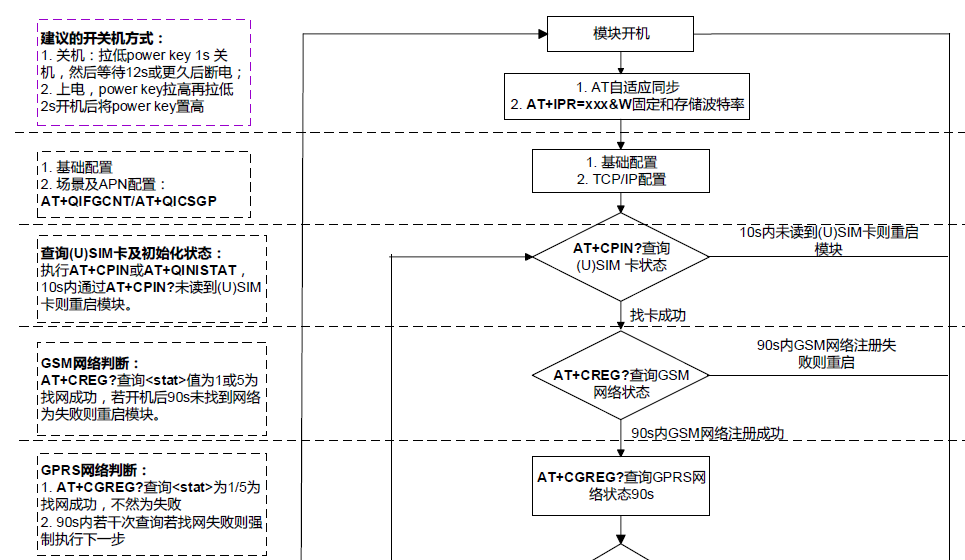 建议的开关机方式：
1. 关机：拉低power key 1s 关
机，然后等待12s或更久后断电；
2. 上电，power key拉高再拉低
2s开机后将power key置高
模块开机
1. AT自适应同步
2. AT+IPR=xxx&W固定和存储波特率
1. 基础配置
2. 场景及APN配置：
AT+QIFGCNT/AT+QICSGP
1. 基础配置
2. TCP/IP配置
查询(U)SIM卡及初始化状态：
执行AT+CPIN或AT+QINISTAT，
10s内通过AT+CPIN?未读到(U)SIM
卡则重启模块。
AT+CPIN?查询
(U)SIM 卡状态
10s内未读到(U)SIM卡则重启
模块
找卡成功
GSM网络判断：
AT+CREG?查询<stat>值为1或5为
找网成功，若开机后90s未找到网络
为失败则重启模块。
AT+CREG?查询GSM
网络状态
90s内GSM网络注册失
败则重启
90s内GSM网络注册成功
GPRS网络判断：
1. AT+CGREG?查询<stat>为1/5为
找网成功，不然为失败
2. 90s内若干次查询若找网失败则强
制执行下一步
AT+CGREG?查询GPRS网
络状态90s